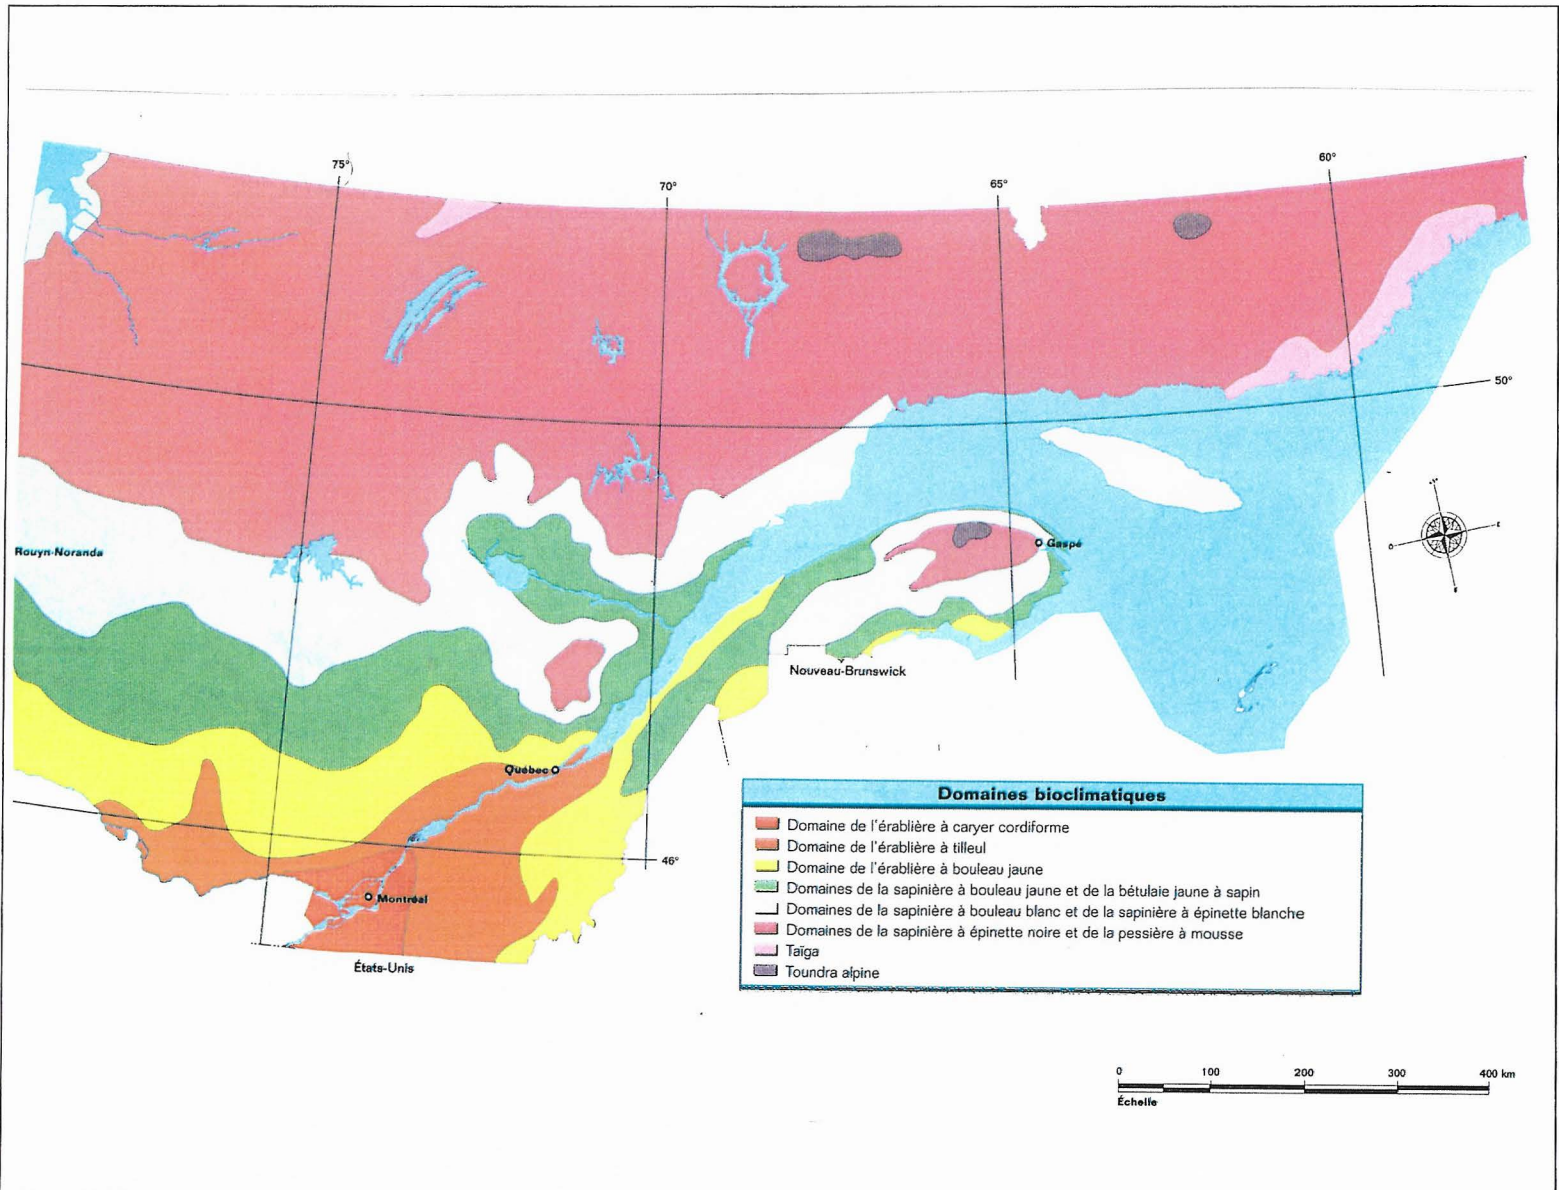 75°
70°
65°
60°
50°
Rouyn-Noranda
Gaspé
Nouveau-Brunswick
Québec
46°
Montréal
États-Unis
Domaines bioclimatiques
Domaine de l'érablière à caryer cordiforme
Domaine de l'érablière à tilleul
Domaine de l'érablière à bouleau jaune
Domaines de la sapinière à bouleau jaune et de la bétulaie jaune à sapin
Domaines de la sapinière à bouleau blanc et de la sapinière à épinette blanche
Domaines de la sapinière à épinette noire et de la pessière à mousse
Taïga
Toundra alpine
0 100 200 300 400 km
Échelle